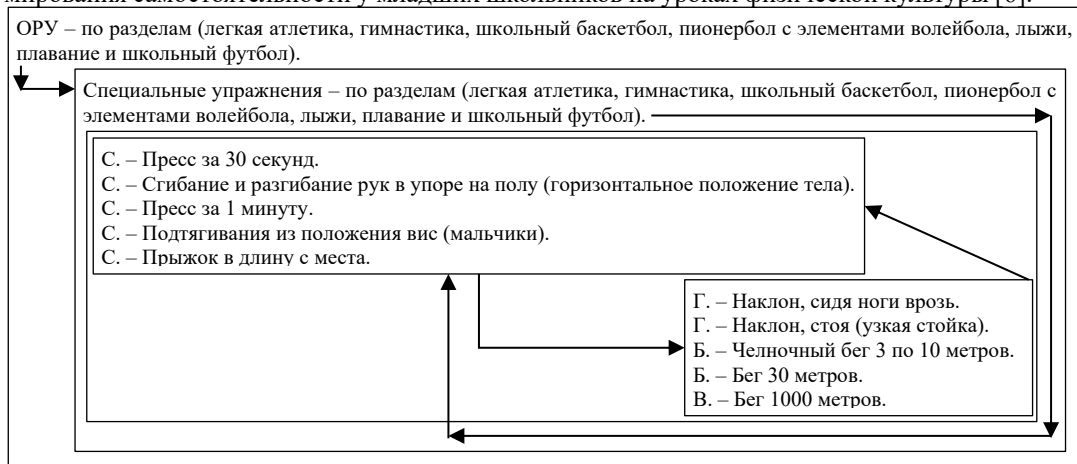 мирования самостоятельности у младших школьников на уроках физической культуры [6].
ОРУ – по разделам (легкая атлетика, гимнастика, школьный баскетбол, пионербол с элементами волейбола, лыжи,
плавание и школьный футбол).
Специальные упражнения – по разделам (легкая атлетика, гимнастика, школьный баскетбол, пионербол с
элементами волейбола, лыжи, плавание и школьный футбол).
С. – Пресс за 30 секунд.
С. – Сгибание и разгибание рук в упоре на полу (горизонтальное положение тела).
С. – Пресс за 1 минуту.
С. – Подтягивания из положения вис (мальчики).
С. – Прыжок в длину с места.
Г. – Наклон, сидя ноги врозь.
Г. – Наклон, стоя (узкая стойка).
Б. – Челночный бег 3 по 10 метров.
Б. – Бег 30 метров.
В. – Бег 1000 метров.